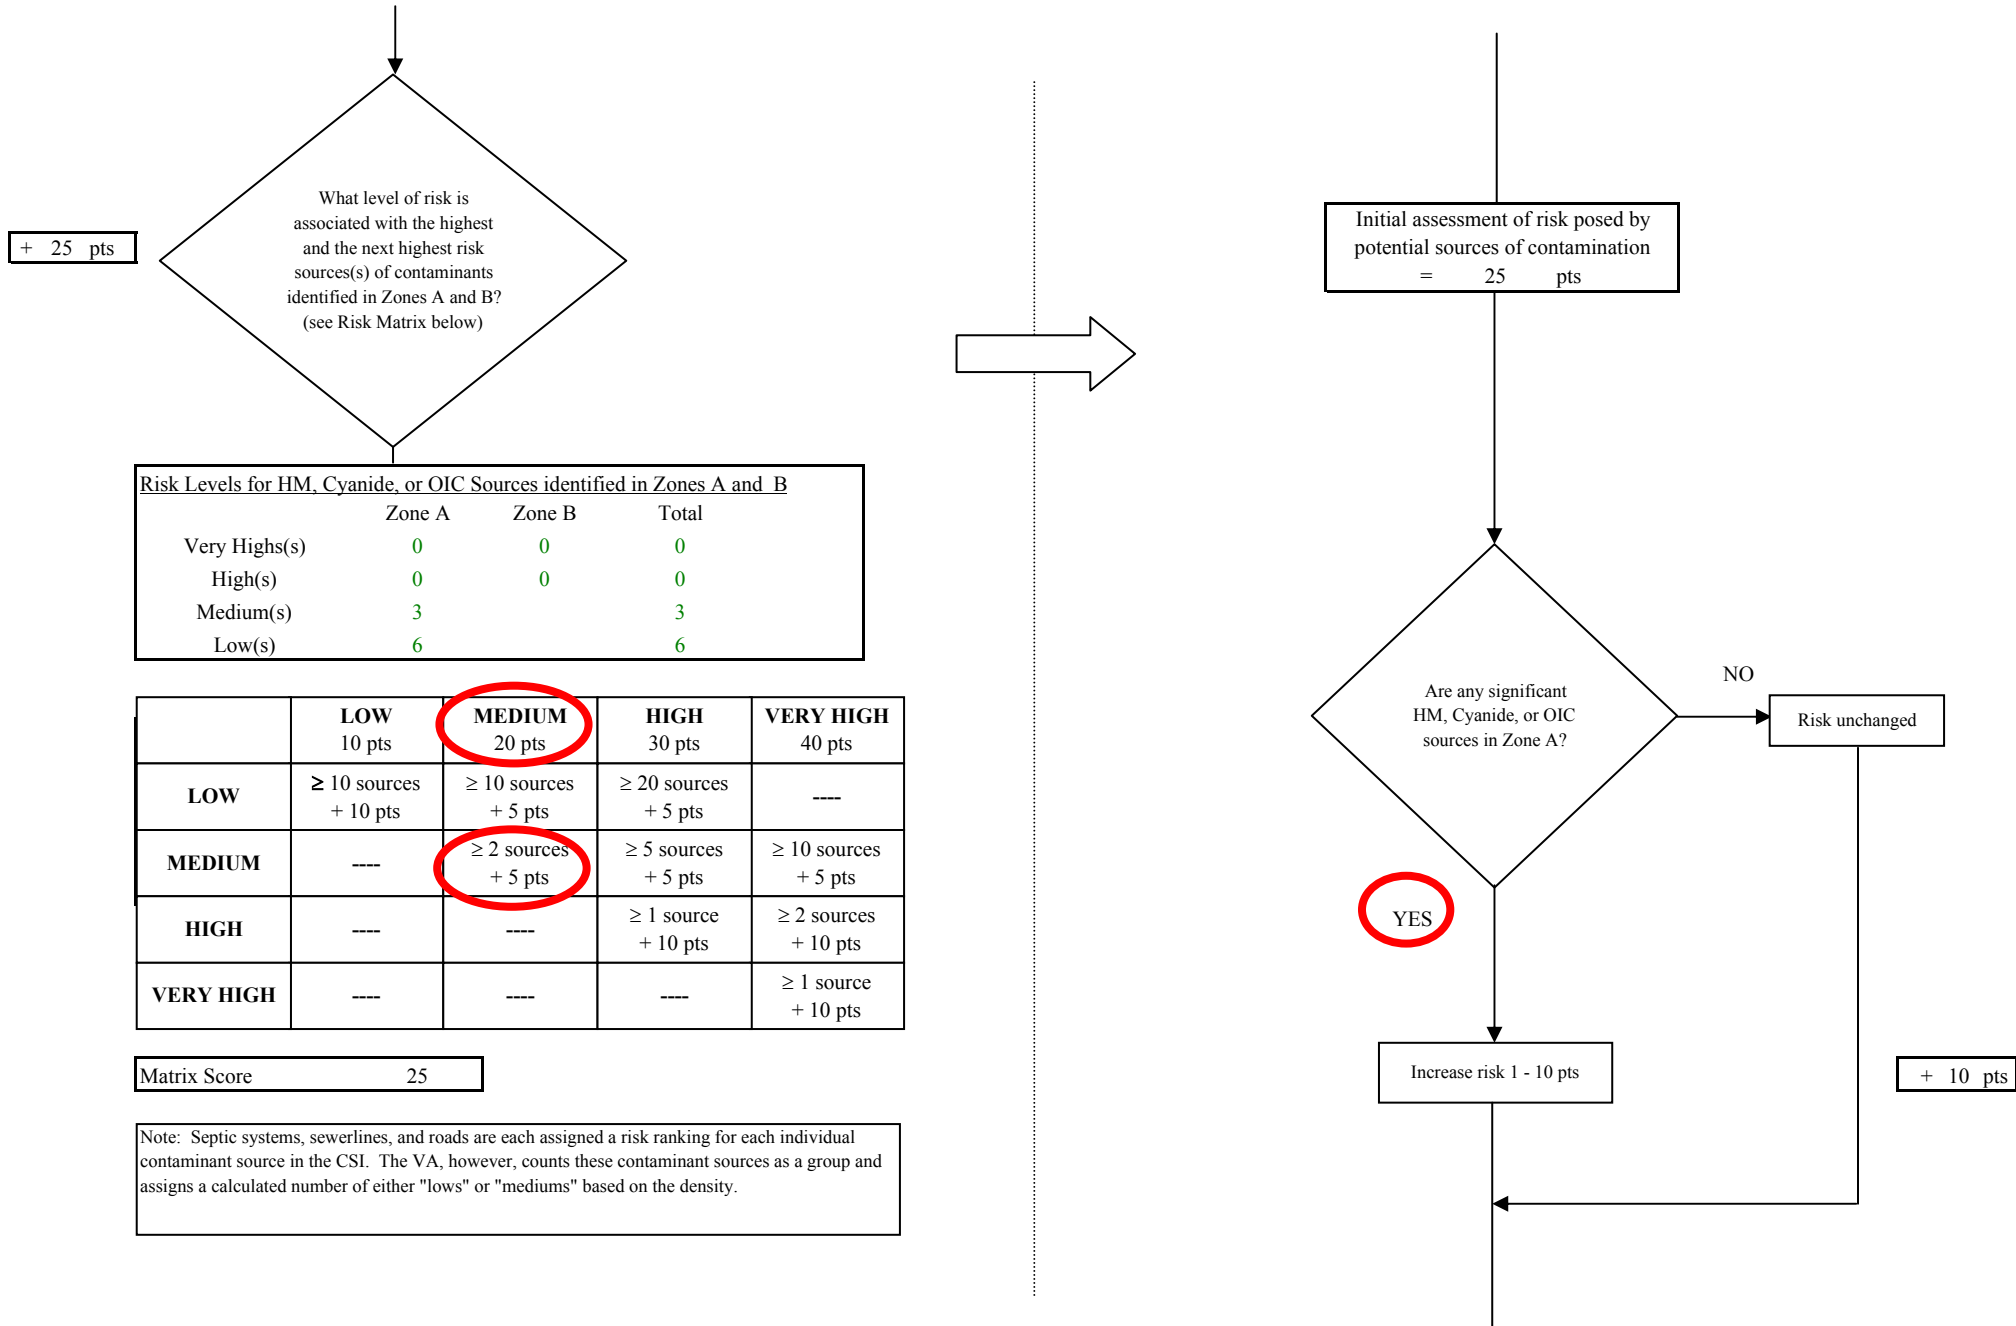 What level of risk is
associated with the highest
and the next highest risk
sources(s) of contaminants
identified in Zones A and B?
(see Risk Matrix below)
+ 25 pts
Risk Levels for HM, Cyanide, or OIC Sources identified in Zones A and B
Zone A Zone B Total
Very Highs(s) 0 0 0
High(s) 0 0 0
Medium(s) 3 3
Low(s) 6 6
LOW MEDIUM HIGH VERY HIGH
10 pts 20 pts 30 pts 40 pts
LOW ≥ 10 sources ≥ 10 sources ≥ 20 sources ----
+ 10 pts + 5 pts + 5 pts
MEDIUM ---- ≥ 2 sources ≥ 5 sources ≥ 10 sources
+ 5 pts + 5 pts + 5 pts
HIGH ---- ---- ≥ 1 source ≥ 2 sources
+ 10 pts + 10 pts
VERY HIGH ---- ---- ---- ≥ 1 source
+ 10 pts
Matrix Score 25
Note: Septic systems, sewerlines, and roads are each assigned a risk ranking for each individual
contaminant source in the CSI. The VA, however, counts these contaminant sources as a group and
assigns a calculated number of either "lows" or "mediums" based on the density.
Initial assessment of risk posed by
potential sources of contamination
= 25 pts
Are any significant
HM, Cyanide, or OIC
sources in Zone A?
NO
Risk unchanged
YES
Increase risk 1 - 10 pts
+ 10 pts